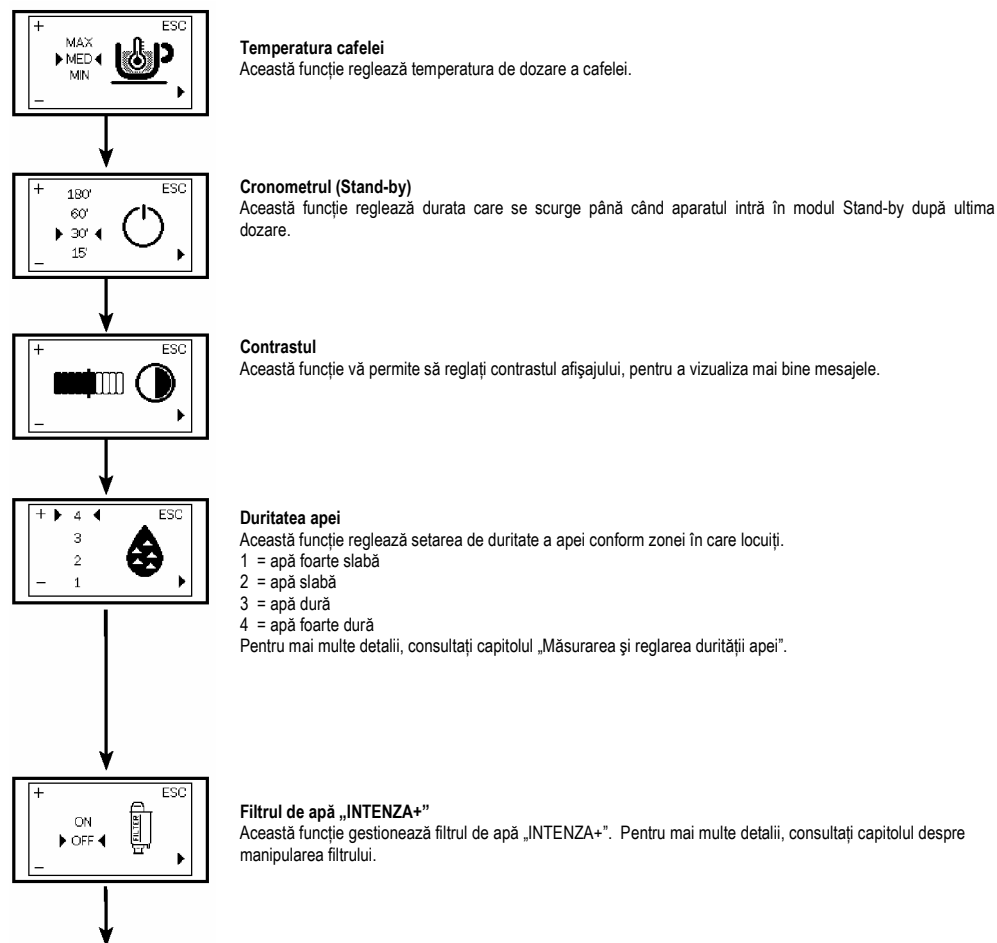 + ESC
MAX
MED
MIN
−
Temperatura cafelei
Această funcție reglează temperatura de dozare a cafelei.
+ ESC
180'
60'
30'
15'
−
Cronometrul (Stand-by)
Această funcție reglează durata care se scurge până când aparatul intră în modul Stand-by după ultima
dozare.
+ ESC
−
Contrastul
Această funcție vă permite să reglați contrastul afişajului, pentru a vizualiza mai bine mesajele.
+ 4 ESC
3
2
− 1
Duritatea apei
Această funcție reglează setarea de duritate a apei conform zonei în care locuiți.
1 = apă foarte slabă
2 = apă slabă
3 = apă dură
4 = apă foarte dură
Pentru mai multe detalii, consultați capitolul „Măsurarea şi reglarea durității apei”.
+ ESC
ON
OFF
FILTER
−
Filtrul de apă „INTENZA+”
Această funcție gestionează filtrul de apă „INTENZA+”. Pentru mai multe detalii, consultați capitolul despre
manipularea filtrului.